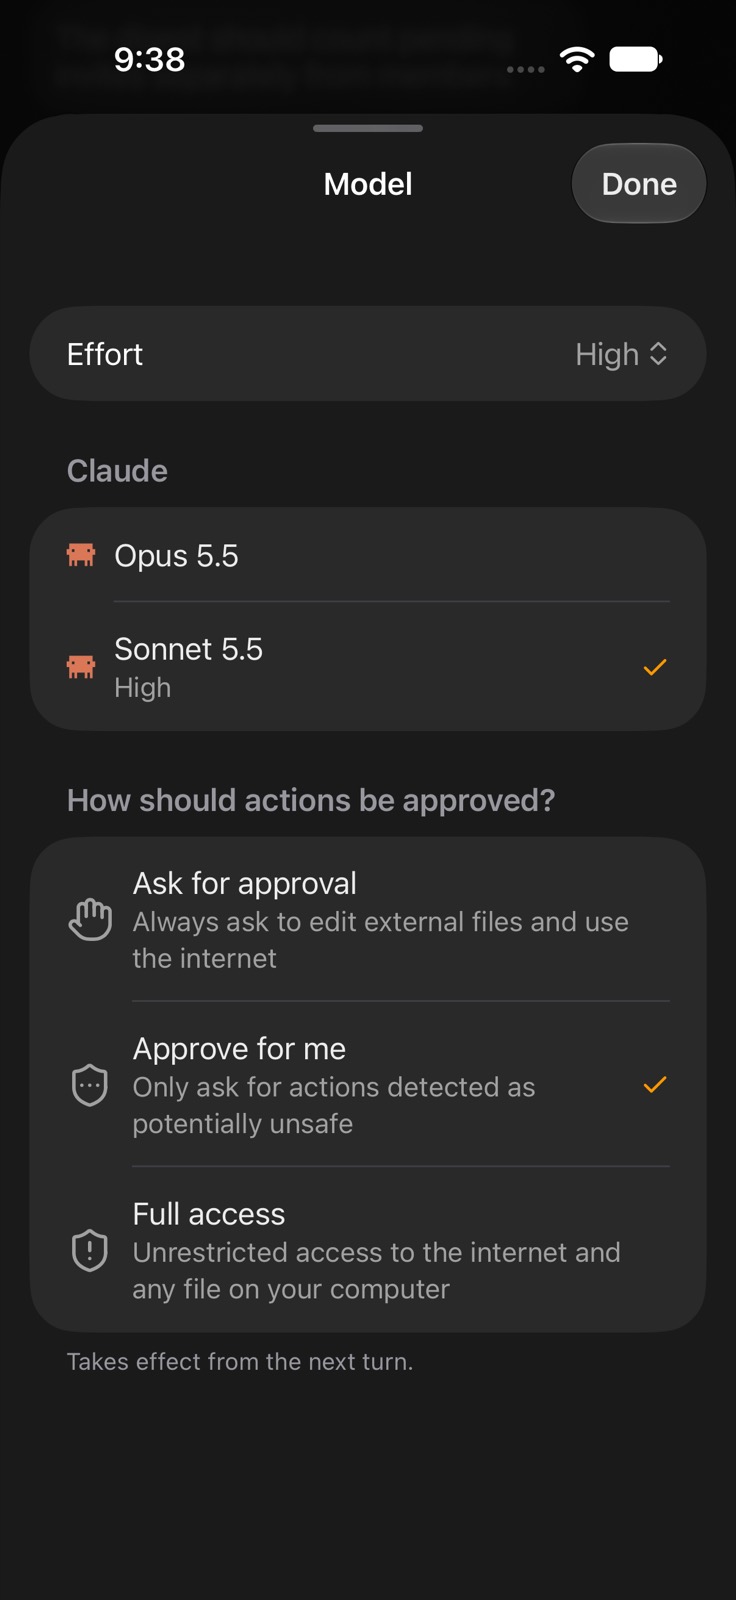 9:38
Model
Done
Effort
High
Claude
Opus 5.5
Sonnet 5.5
High
How should actions be approved?
Ask for approval
Always ask to edit external files and use
the internet
Approve for me
Only ask for actions detected as
potentially unsafe
Full access
Unrestricted access to the internet and
any file on your computer
Takes effect from the next turn.